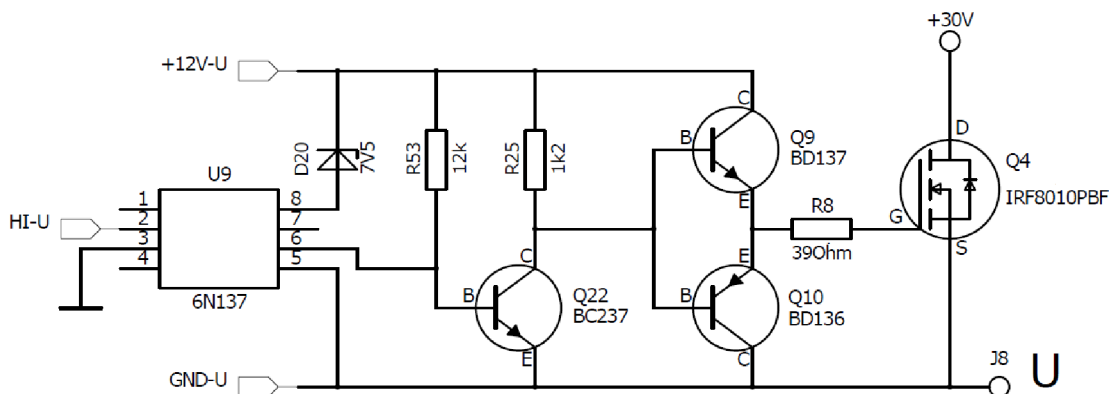 +30V
+12V-U
C
D
B
Q9
BD137
D20
7V5
R53
12k
R25
1k2
Q4
IRF8010PBF
U9
1
8
2
7
3
6
4
5
HI-U
E
R8
39Ohm
G
S
6N137
C
B
Q22
BC237
E
E
B
Q10
BD136
C
GND-U
J8
U